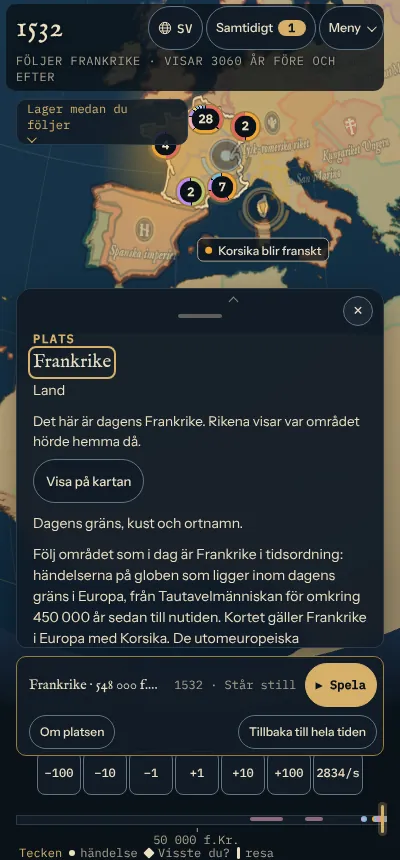 1532
SV
Samtidigt 1
Meny
FÖLJER FRANKRIKE · VISAR 3060 ÅR FÖRE OCH
EFTER
Lager medan du
följer
28
2
4
Tysk-romerska riket
Kungariket Ungern
San Marino
2
7
H
Spanska imperiet
Korsika blir franskt
×
PLATS
Frankrike
Land
Det här är dagens Frankrike. Rikena visar var området
hörde hemma då.
Visa på kartan
Dagens gräns, kust och ortnamn.
Följ området som i dag är Frankrike i tidsordning:
händelserna på globen som ligger inom dagens
gräns i Europa, från Tautavelmänniskan för omkring
450 000 år sedan till nutiden. Kortet gäller Frankrike
i Europa med Korsika. De utomeuropeiska
Frankrike · 548 000 f.... 1532 · Står still ▶ Spela
Om platsen
Tillbaka till hela tiden
−100 −10 −1 +1 +10 +100 2834/s
50 000 f.Kr.
Tecken ● händelse ◆ Visste du? resa